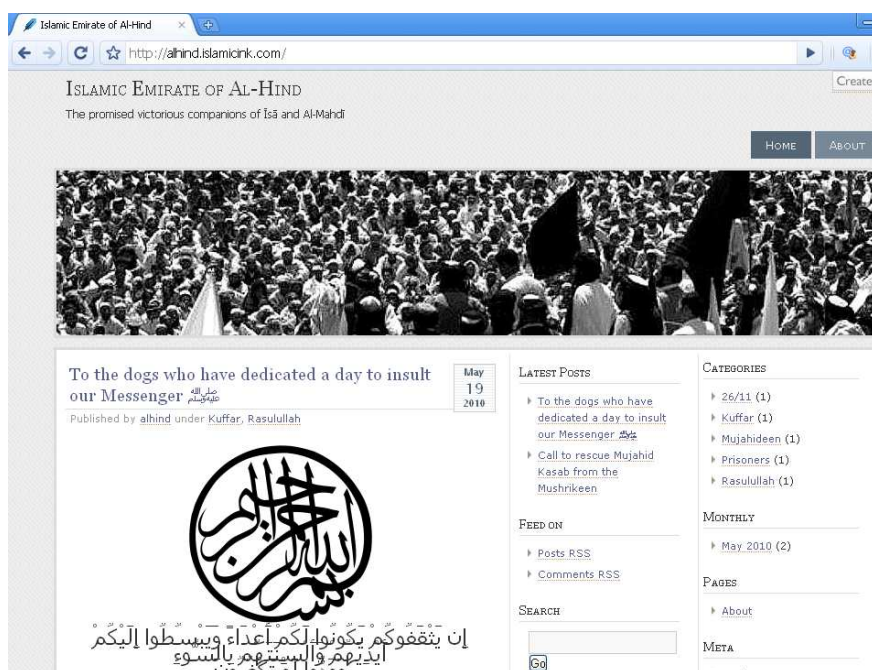 Islamic Emirate of Al-Hind
http://alhind.islamicink.com/
Create
Islamic Emirate of Al-Hind
The promised victorious companions of Īsā and Al-Mahdī
Home About
To the dogs who have dedicated a day to insult
our Messenger ﷺ
May
19
2010
Published by alhind under Kuffar, Rasulullah
إن يَثْقَفُوكُمْ يَكُونُوا لَكُمْ أَعْدَاءً وَيَبْسُطُوا إِلَيْكُمْ
أَيْدِيَهُمْ وَأَلْسِنَتَهُم بِالسُّوءِ
Latest Posts
To the dogs who have
dedicated a day to insult
our Messenger ﷺ
Call to rescue Mujahid
Kasab from the
Mushrikeen
Feed on
Posts RSS
Comments RSS
Search
Go
Categories
26/11 (1)
Kuffar (1)
Mujahideen (1)
Prisoners (1)
Rasulullah (1)
Monthly
May 2010 (2)
Pages
About
Meta